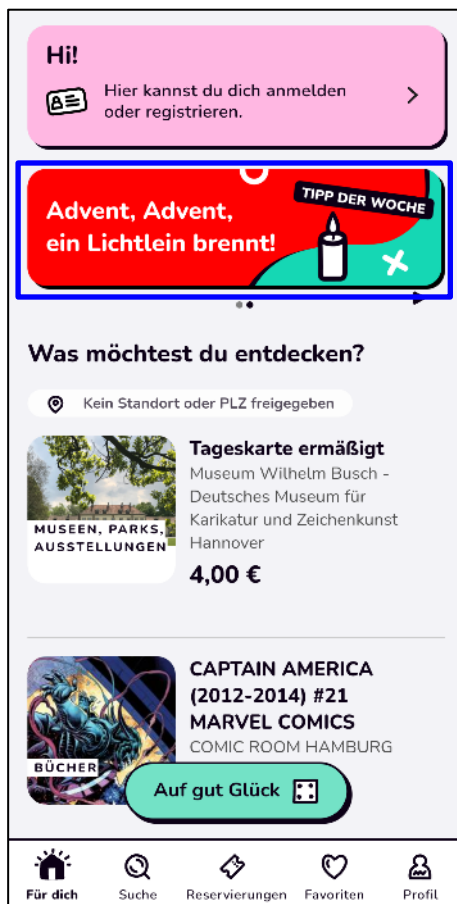 Hi!
Hier kannst du dich anmelden
oder registrieren.
TIPP DER WOCHE
Advent, Advent,
ein Lichtlein brennt!
Was möchtest du entdecken?
Kein Standort oder PLZ freigegeben
MUSEEN, PARKS,
AUSSTELLUNGEN
Tageskarte ermäßigt
Museum Wilhelm Busch -
Deutsches Museum für
Karikatur und Zeichenkunst
Hannover
4,00 €
BÜCHER
CAPTAIN AMERICA
(2012-2014) #21
MARVEL COMICS
COMIC ROOM HAMBURG
Auf gut Glück
Für dich
Suche
Reservierungen
Favoriten
Profil